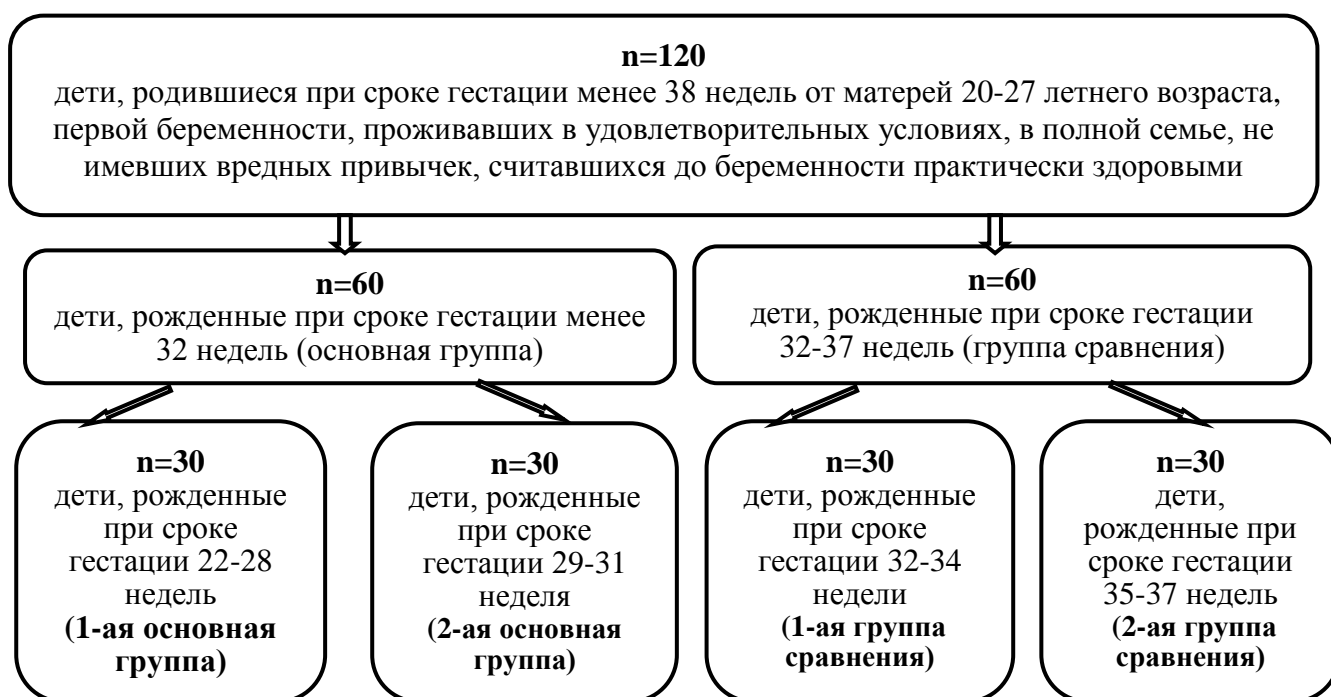 n=120
дети, родившиеся при сроке гестации менее 38 недель от матерей 20-27 летнего возраста,
первой беременности, проживавших в удовлетворительных условиях, в полной семье, не
имевших вредных привычек, считавшихся до беременности практически здоровыми
n=60
дети, рожденные при сроке гестации менее
32 недель (основная группа)
n=60
дети, рожденные при сроке гестации
32-37 недель (группа сравнения)
n=30
дети, рожденные
при сроке
гестации 22-28
недель
(1-ая основная
группа)
n=30
дети, рожденные
при сроке
гестации 29-31
неделя
(2-ая основная
группа)
n=30
дети, рожденные
при сроке
гестации 32-34
недели
(1-ая группа
сравнения)
n=30
дети,
рожденные при
сроке гестации
35-37 недель
(2-ая группа
сравнения)